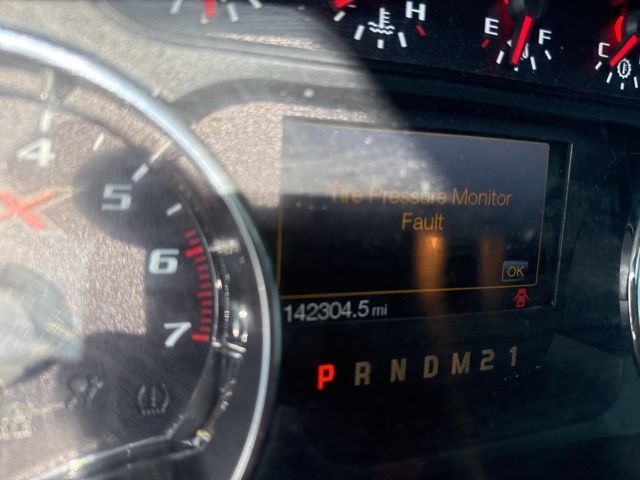 H
E F
C
Tire Pressure Monitor
Fault
OK
142304.5 mi
P R N D M 2 1
4
5
6
7
X